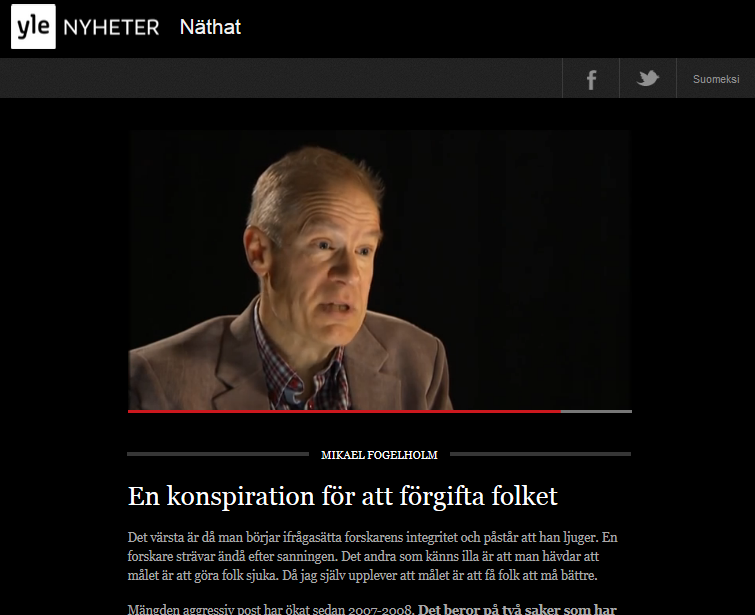 yle NYHETER Näthat
Suomeksi
MIKAEL FOGELHOLM
En konspiration för att förgifta folket
Det värsta är då man börjar ifrågasätta forskarens integritet och påstår att han ljuger. En
forskare strävar ändå efter sanningen. Det andra som känns illa är att man hävdar att
målet är att göra folk sjuka. Då jag själv upplever att målet är att få folk att må bättre.
Mängden aggressiv post har ökat sedan 2007-2008. Det beror på två saker som har